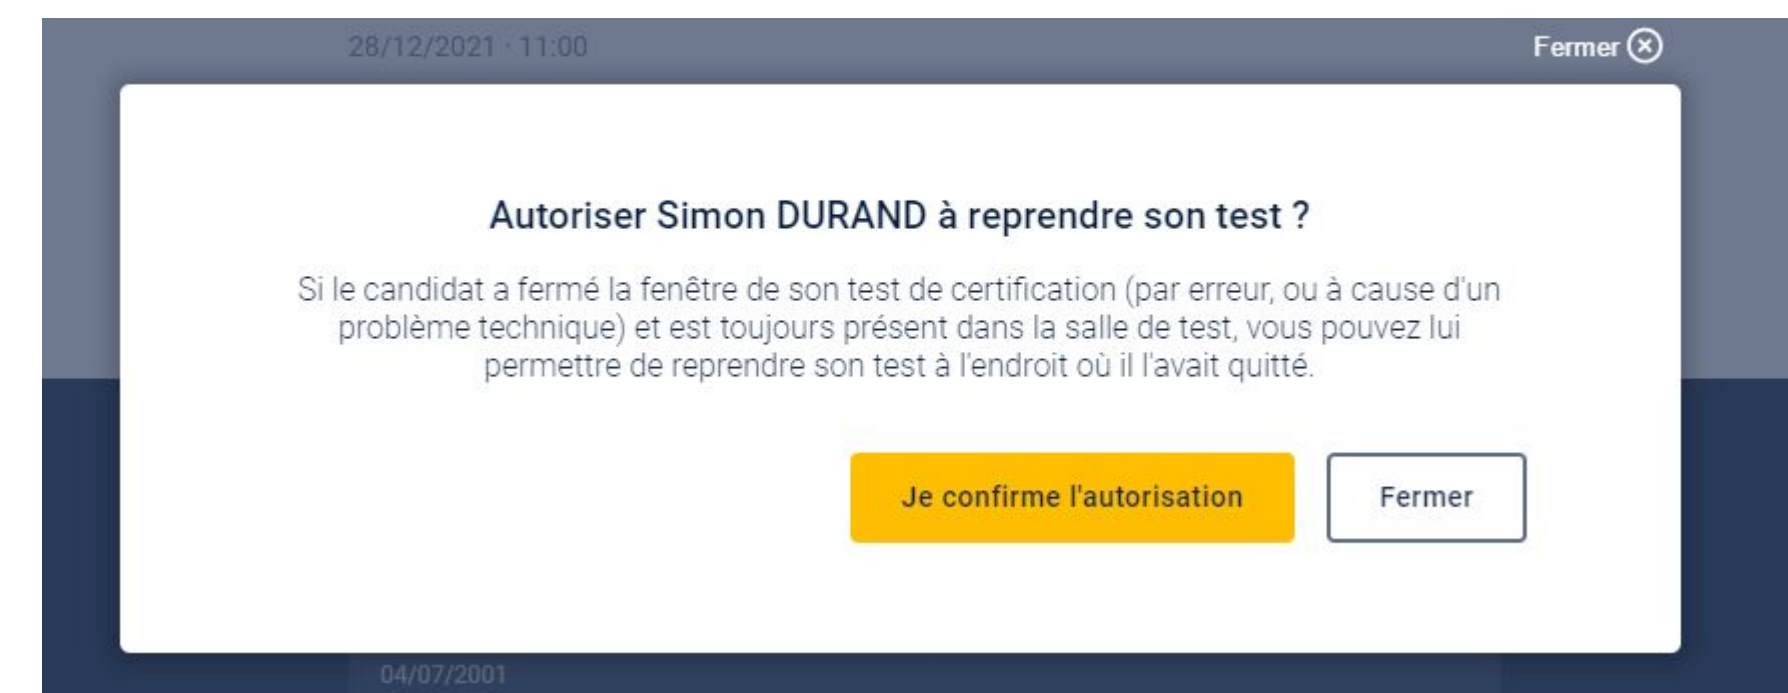 28/12/2021 · 11:00
Fermer
Autoriser Simon DURAND à reprendre son test ?
Si le candidat a fermé la fenêtre de son test de certification (par erreur, ou à cause d'un
problème technique) et est toujours présent dans la salle de test, vous pouvez lui
permettre de reprendre son test à l'endroit où il l'avait quitté.
Je confirme l'autorisation
Fermer
04/07/2001